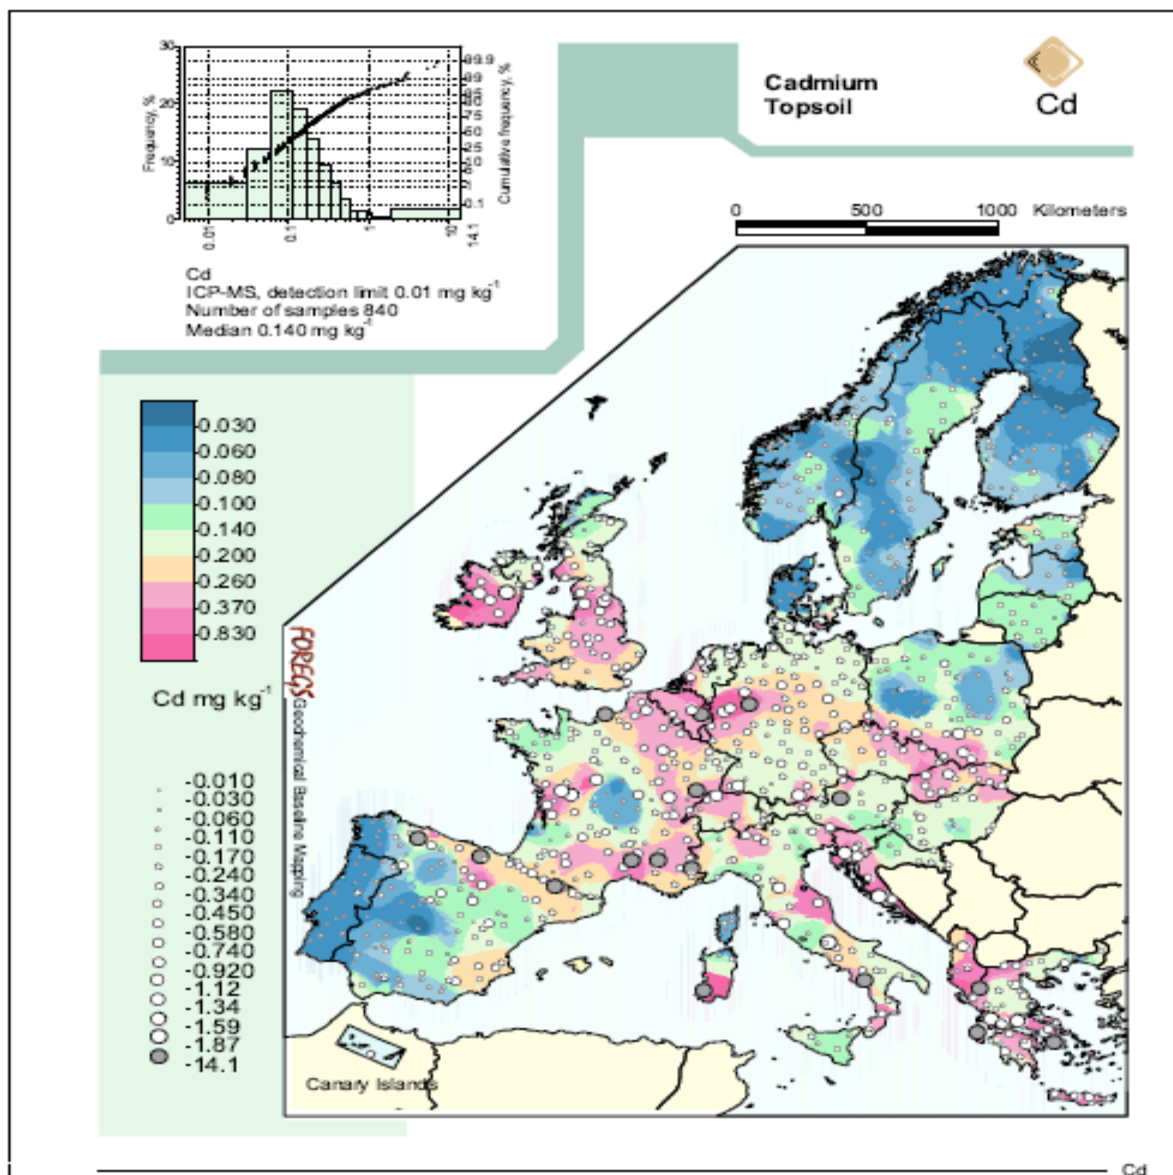 30
20
10
0
Frequency, %
99.9
99
75
50
25
0.1
Cumulative frequency, %
0.01
0.1
1
10
14.1
Cd
ICP-MS, detection limit 0.01 mg kg-1
Number of samples 840
Median 0.140 mg kg-1
Cadmium
Topsoil
Cd
0 500 1000 Kilometers
0.030
0.060
0.080
0.100
0.140
0.200
0.260
0.370
0.830
Cd mg kg-1
-0.010
-0.030
-0.060
-0.110
-0.170
-0.240
-0.340
-0.450
-0.580
-0.740
-0.920
-1.12
-1.34
-1.59
-1.87
-14.1
FOREGS Geochemical Baseline Mapping
Canary Islands
Cd